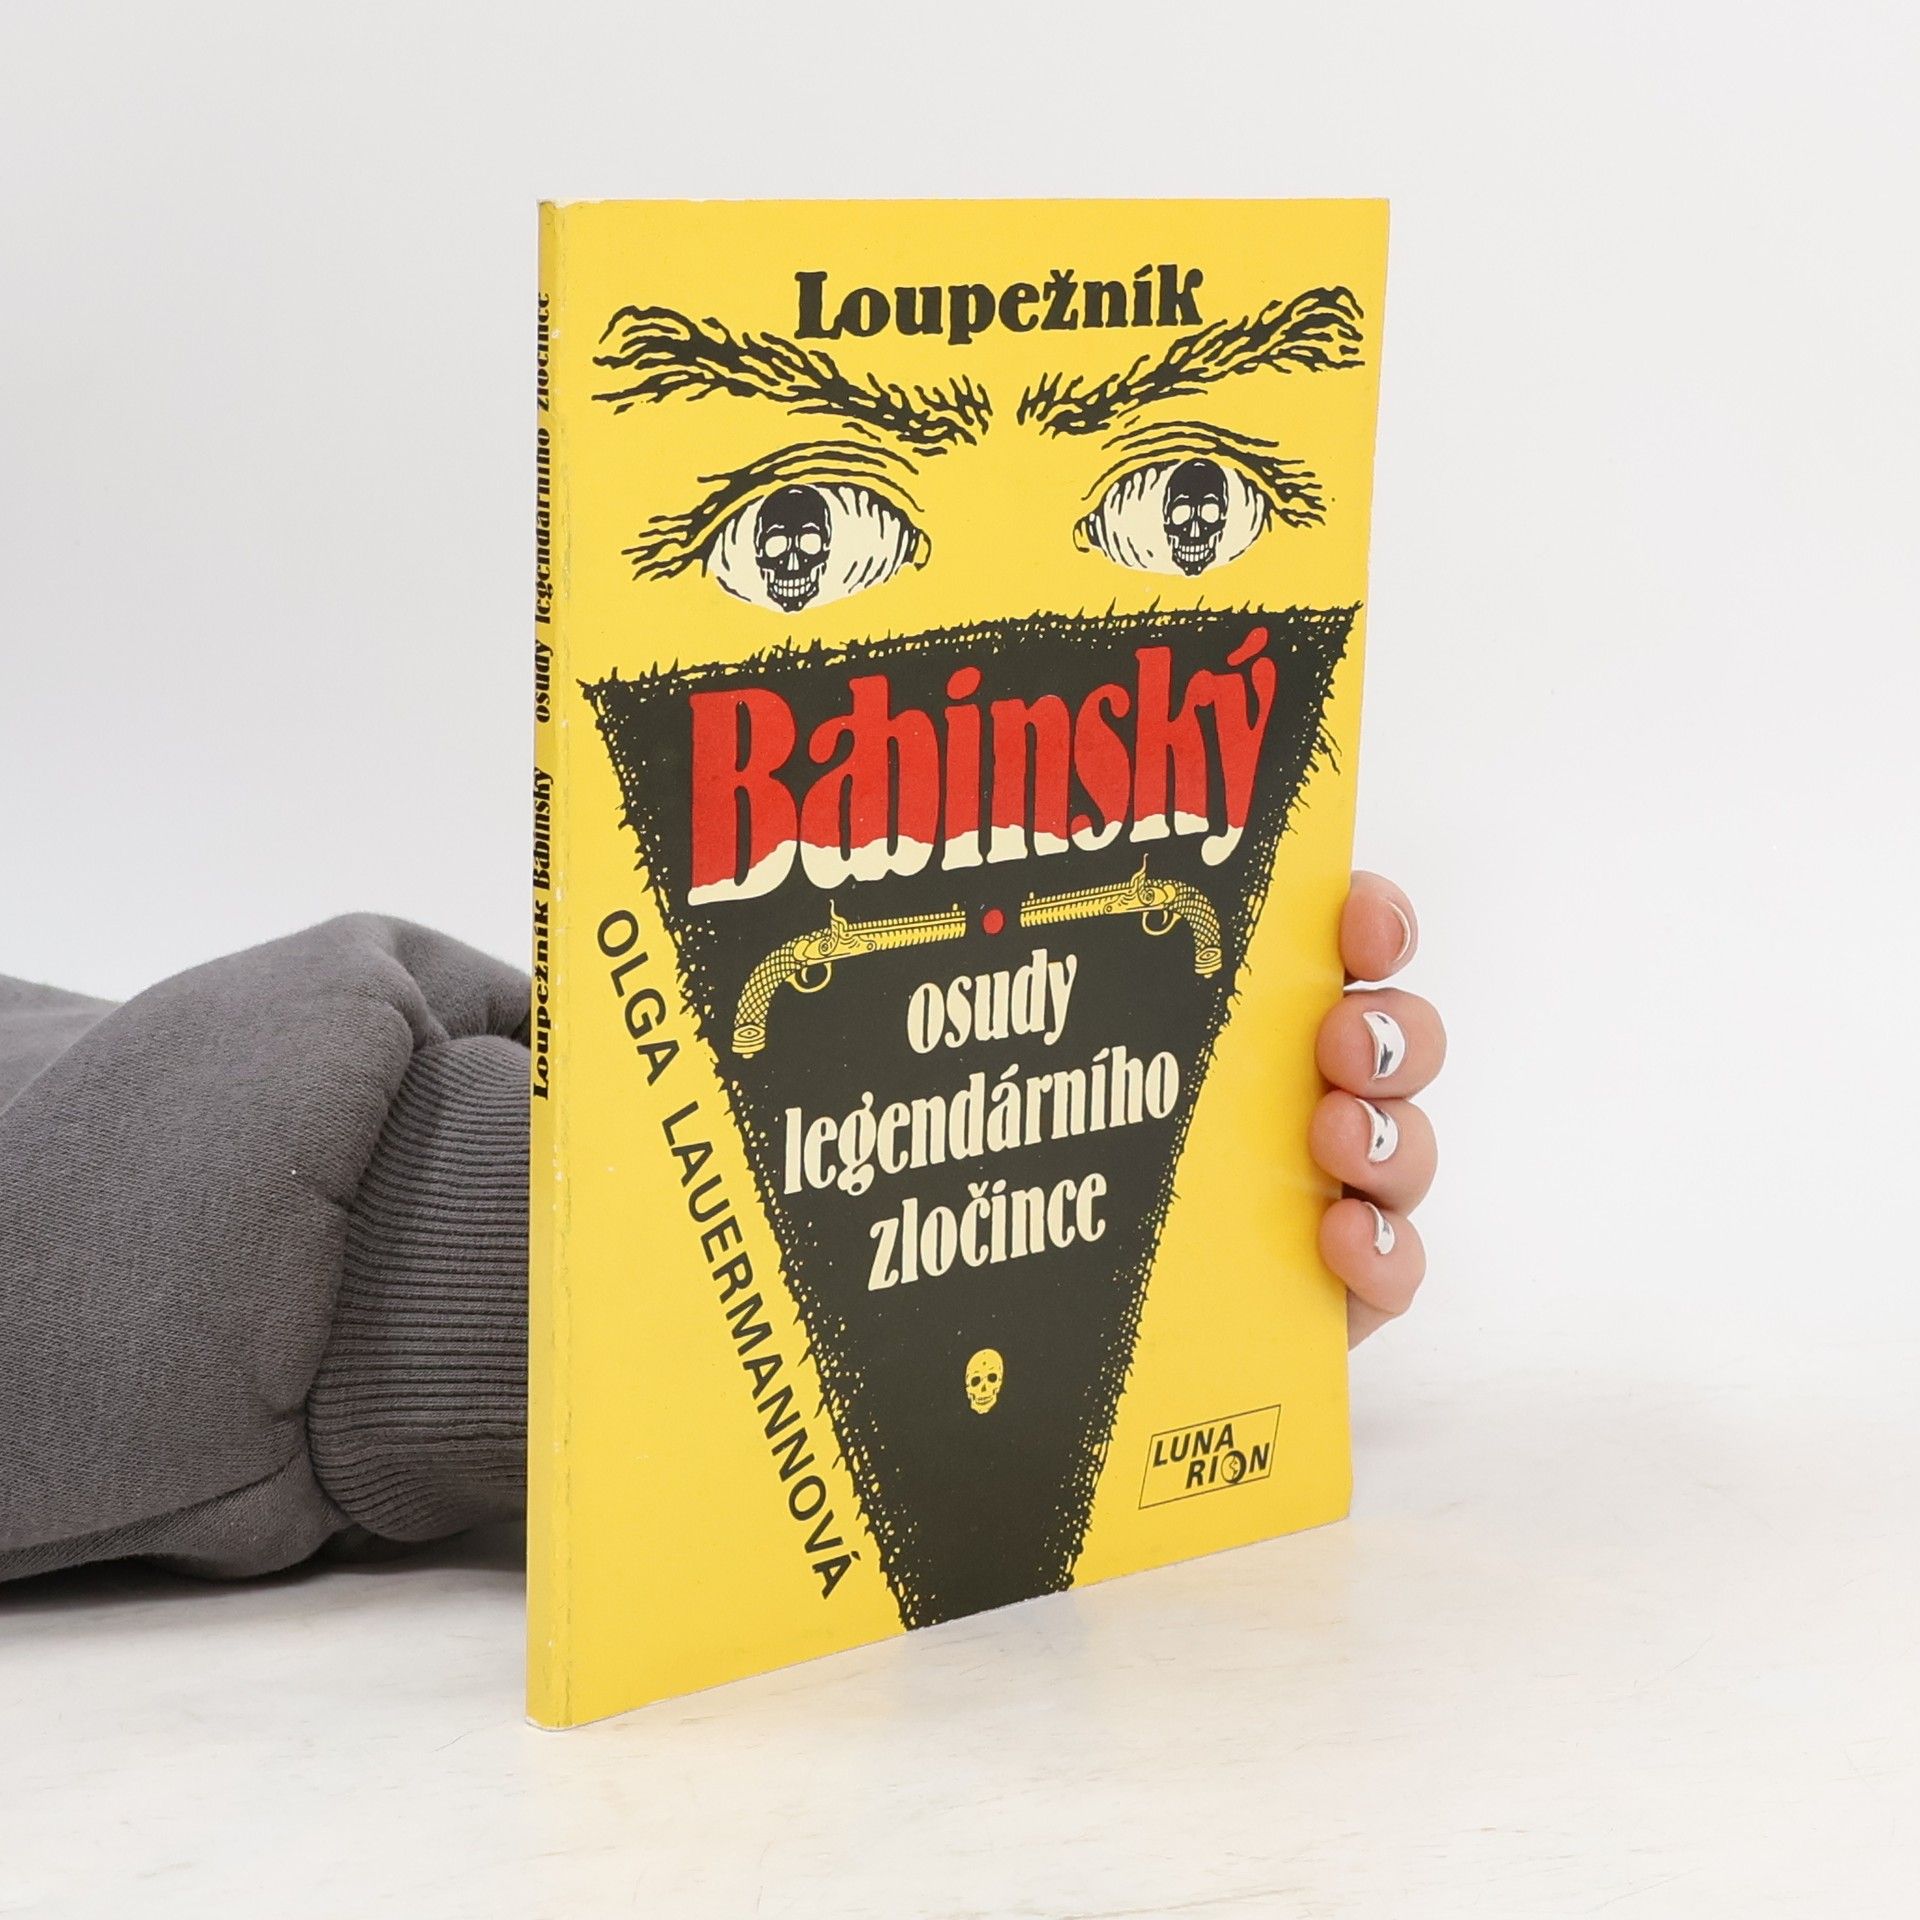 Loupežník
Babinský
osudy
legendárního
zločince
OLGA LAUERMANNOVÁ
LUNA
RION
Loupežník Babinský osudy legendárního zločince